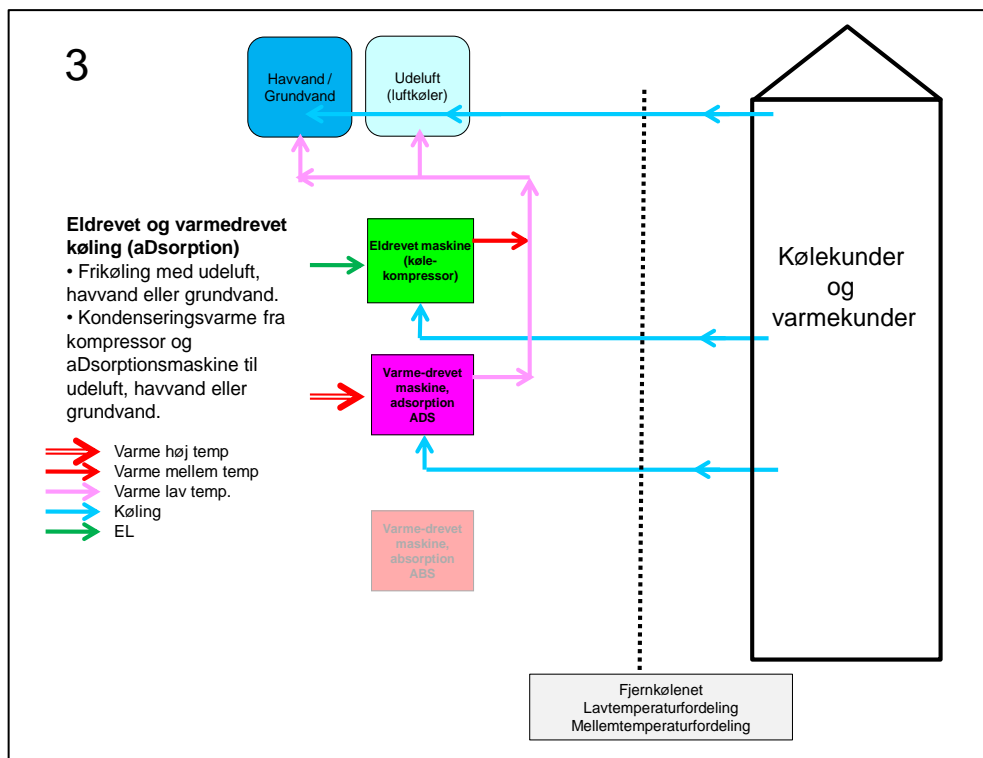 3
Havvand /
Grundvand
Udeluft
(luftkøler)
Eldrevet og varmedrevet
køling (aDsorption)
• Frikøling med udeluft,
havvand eller grundvand.
• Kondenseringsvarme fra
kompressor og
aDsorptionsmaskine til
udeluft, havvand eller
grundvand.
Eldrevet maskine
(køle-
kompressor)
Varme-drevet
maskine,
adsorption
ADS
Varme-drevet
maskine,
absorption
ABS
Kølekunder
og
varmekunder
Varme høj temp
Varme mellem temp
Varme lav temp.
Køling
EL
Fjernkølenet
Lavtemperaturfordeling
Mellemtemperaturfordeling